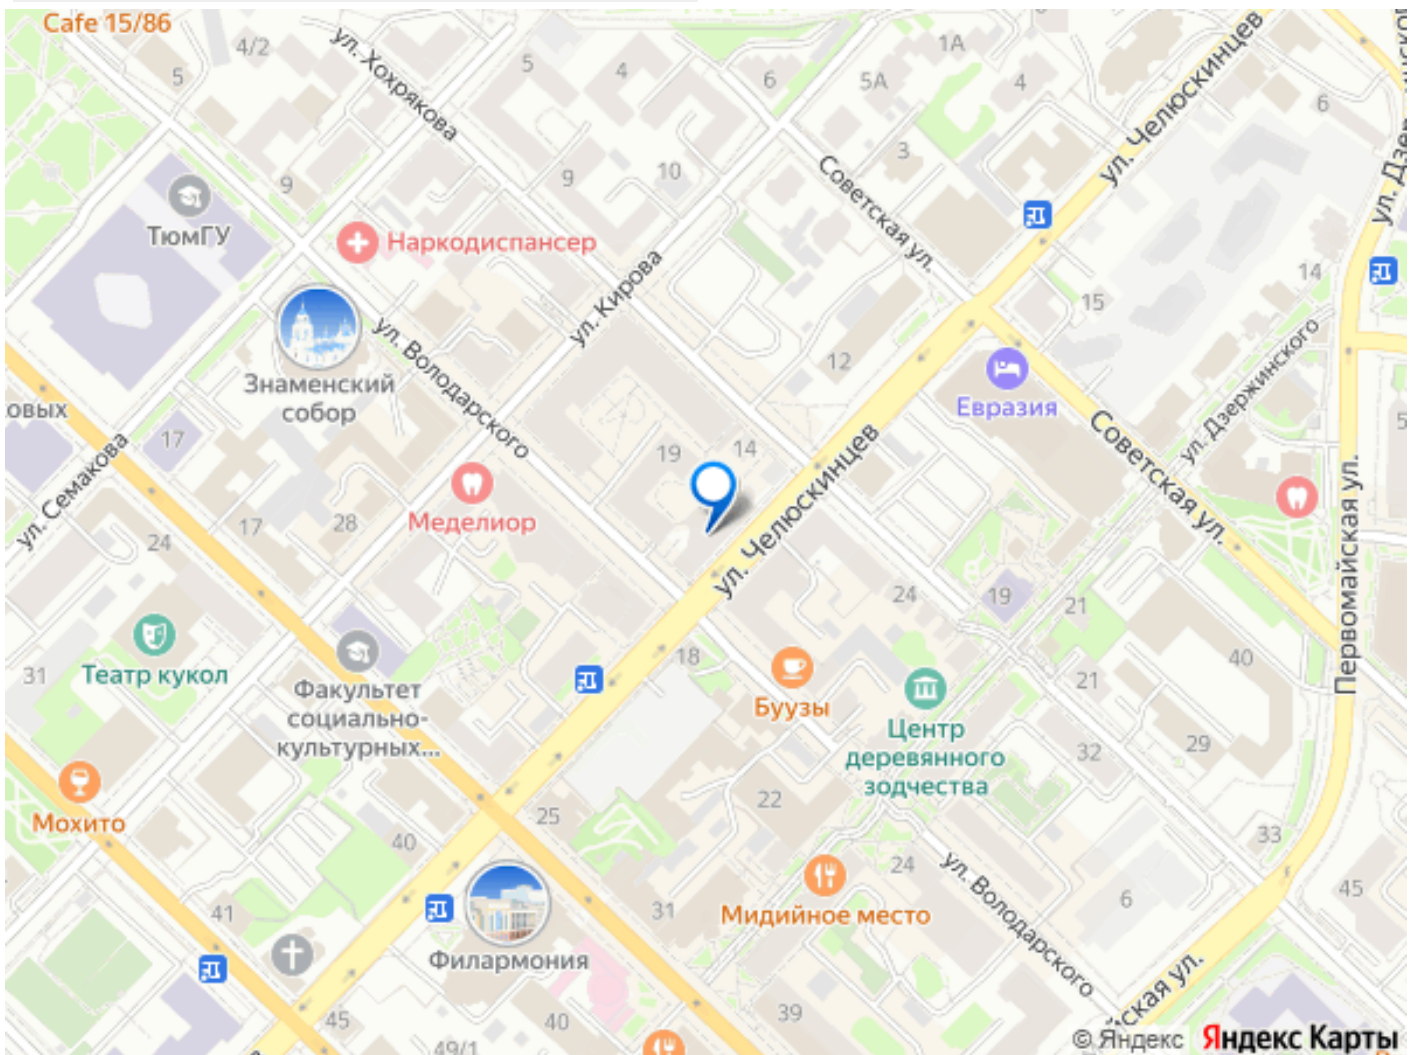 Cafe 15/86
4/2
5
ул. Хохрякова
5
4
6
1А
5А
4
ул. Челюскинцев
6
9
ТюмГУ
Наркодиспансер
9
10
3
Советская ул.
14
15
ул. Кирова
ул. Володарского
Знаменский
собор
12
Евразия
ул. Дзержинского
5
овых
17
ул. Семакова
19
14
ул. Челюскинцев
Советская ул.
Первомайская ул.
Меделиор
17
28
24
24
19
21
Театр кукол
31
Факультет
социально-
культурных...
18
Буузы
Центр
деревянного
зодчества
21
40
32
29
Мохито
25
22
40
33
24
ул. Володарского
Мидийное место
31
6
45
41
Филармония
45
49/1
40
39
йская ул.
© Яндекс Яндекс Карты